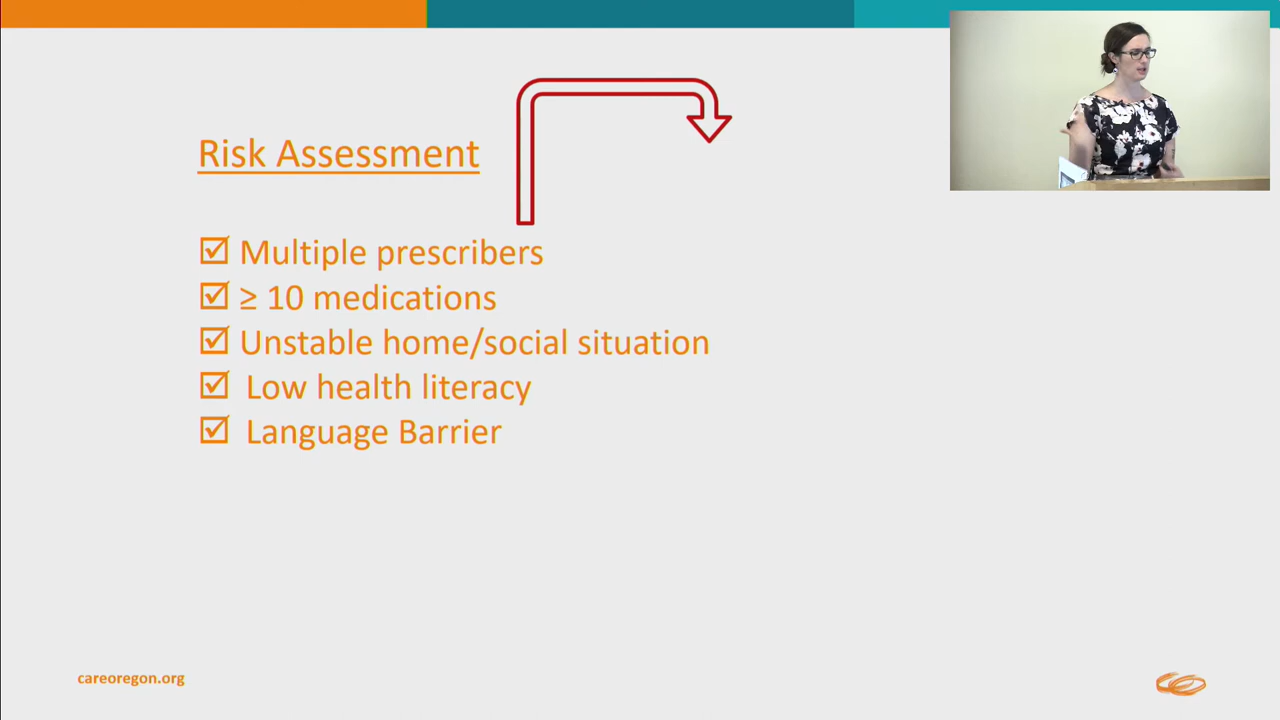 Risk Assessment
Multiple prescribers
≥ 10 medications
Unstable home/social situation
Low health literacy
Language Barrier
careoregon.org